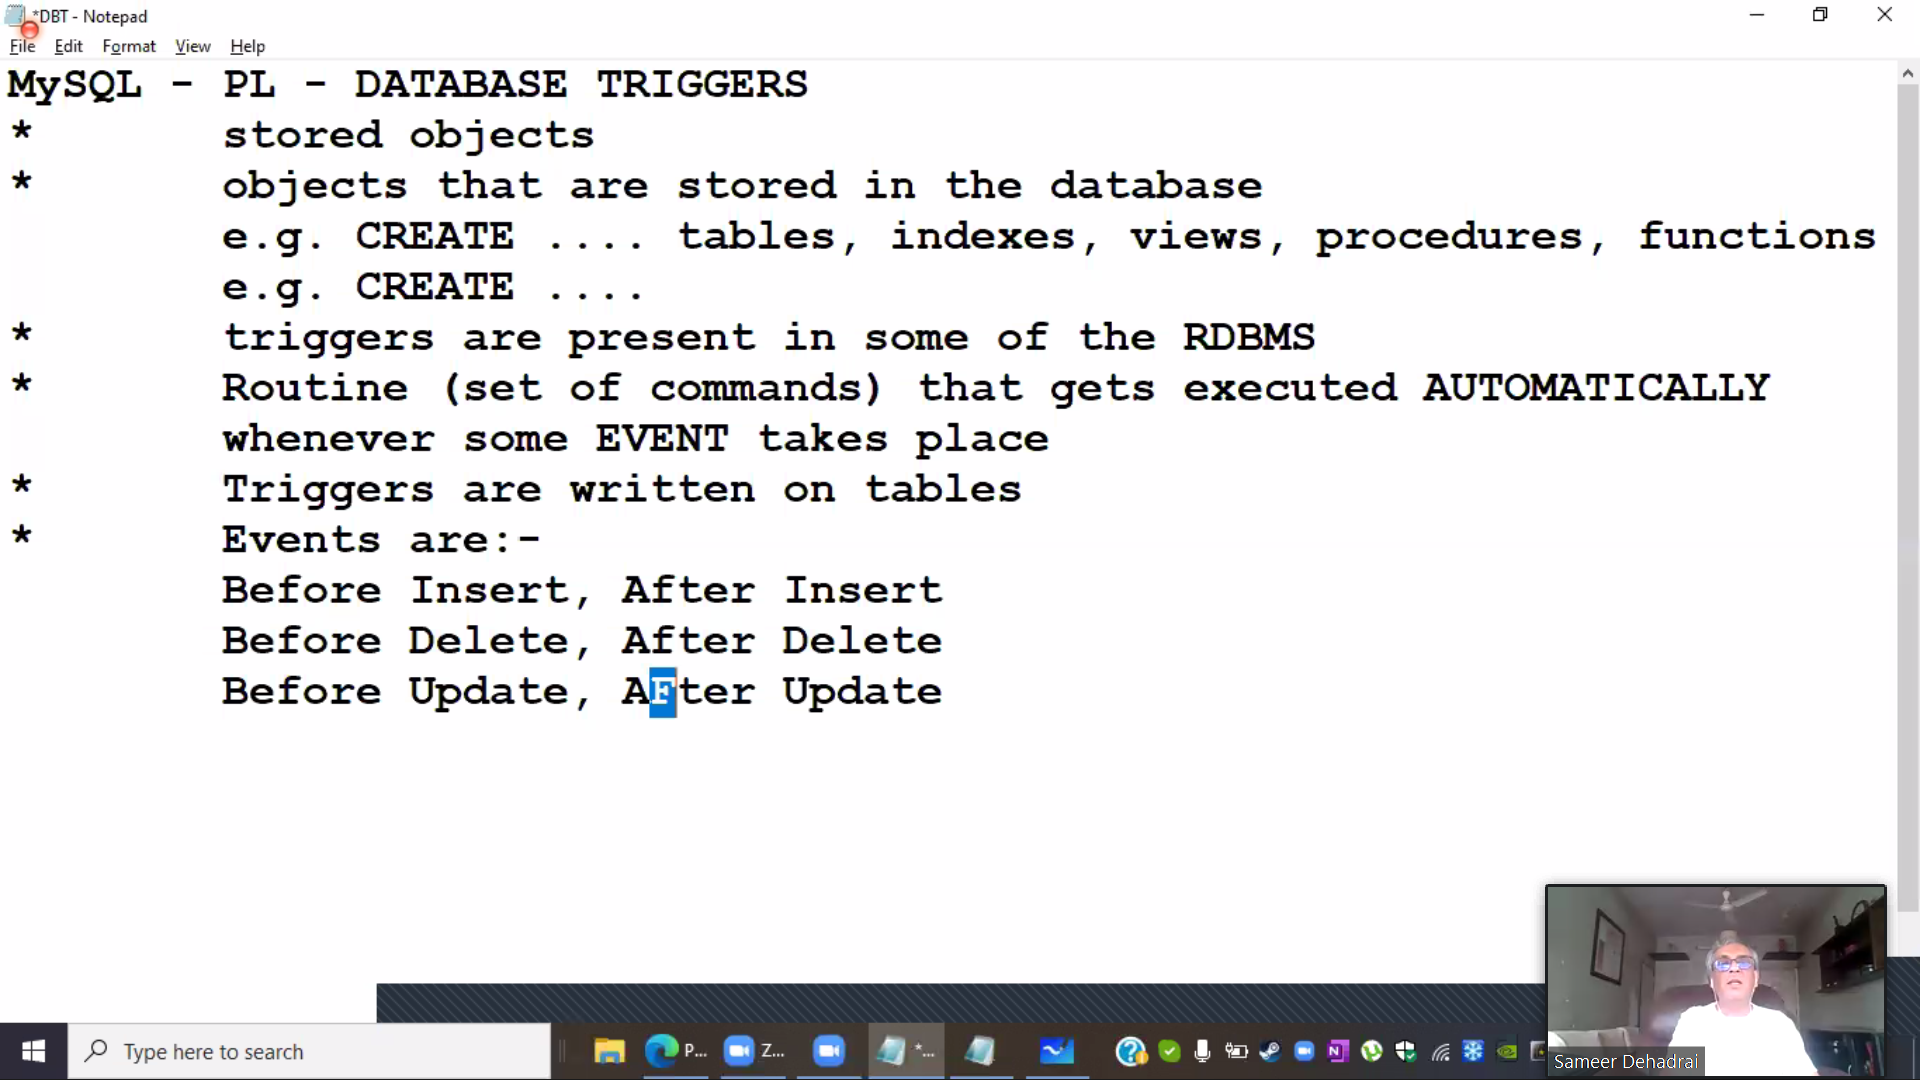 *DBT - Notepad
File Edit Format View Help
MySQL - PL - DATABASE TRIGGERS
* stored objects
* objects that are stored in the database
e.g. CREATE .... tables, indexes, views, procedures, functions
e.g. CREATE ....
* triggers are present in some of the RDBMS
* Routine (set of commands) that gets executed AUTOMATICALLY
whenever some EVENT takes place
* Triggers are written on tables
* Events are:-
Before Insert, After Insert
Before Delete, After Delete
Before Update, AFter Update
Sameer Dehadrai
Type here to search
P...
Z...
*...